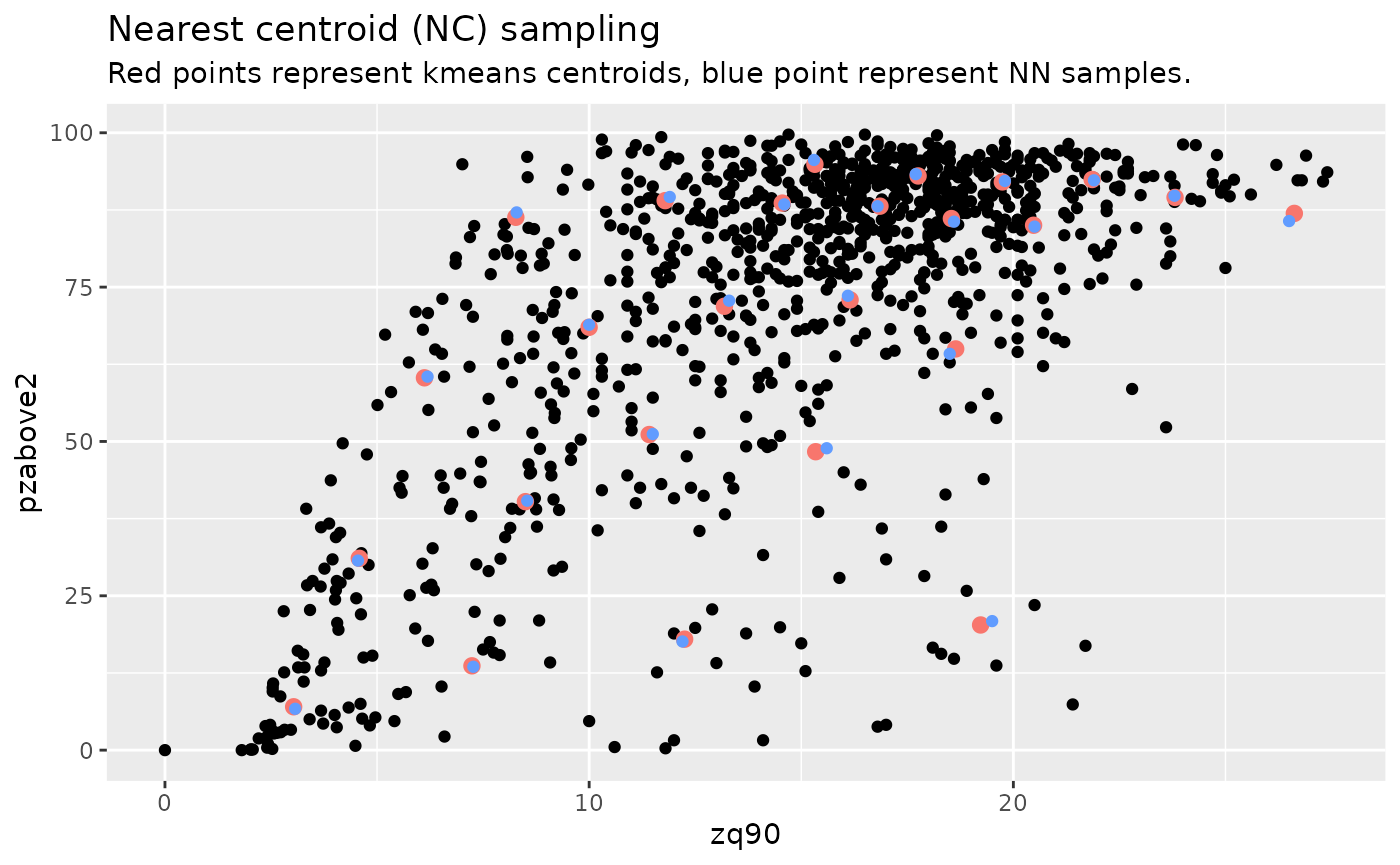 Nearest centroid (NC) sampling
Red points represent kmeans centroids, blue point represent NN samples.
100
75
50
25
0
pzabove2
0
10
20
zq90